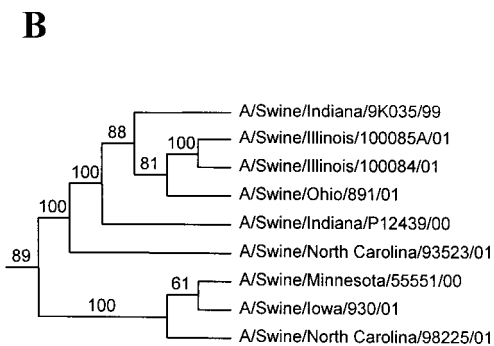 B
A/Swine/Indiana/9K035/99
88
100
A/Swine/Illinois/100085A/01
81
A/Swine/Illinois/100084/01
100
A/Swine/Ohio/891/01
100
A/Swine/Indiana/P12439/00
89
A/Swine/North Carolina/93523/01
61
A/Swine/Minnesota/55551/00
100
A/Swine/Iowa/930/01
A/Swine/North Carolina/98225/01